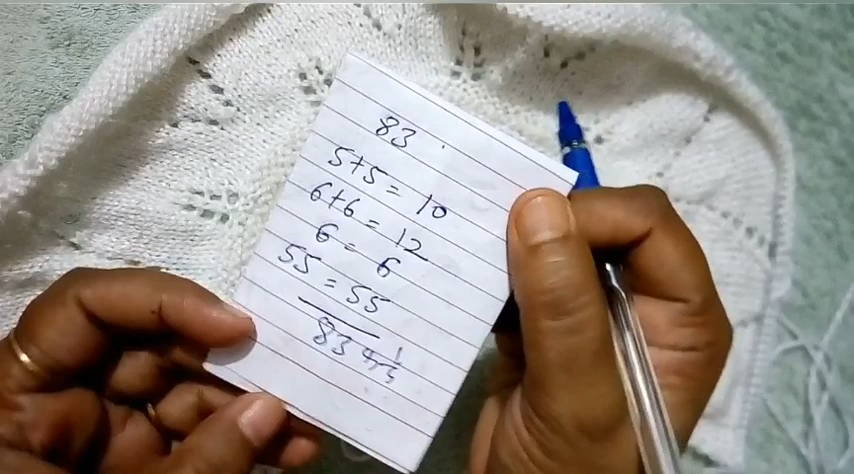 83
5+5 = 10
6+6 = 12
6 = 6
55 = 55
83